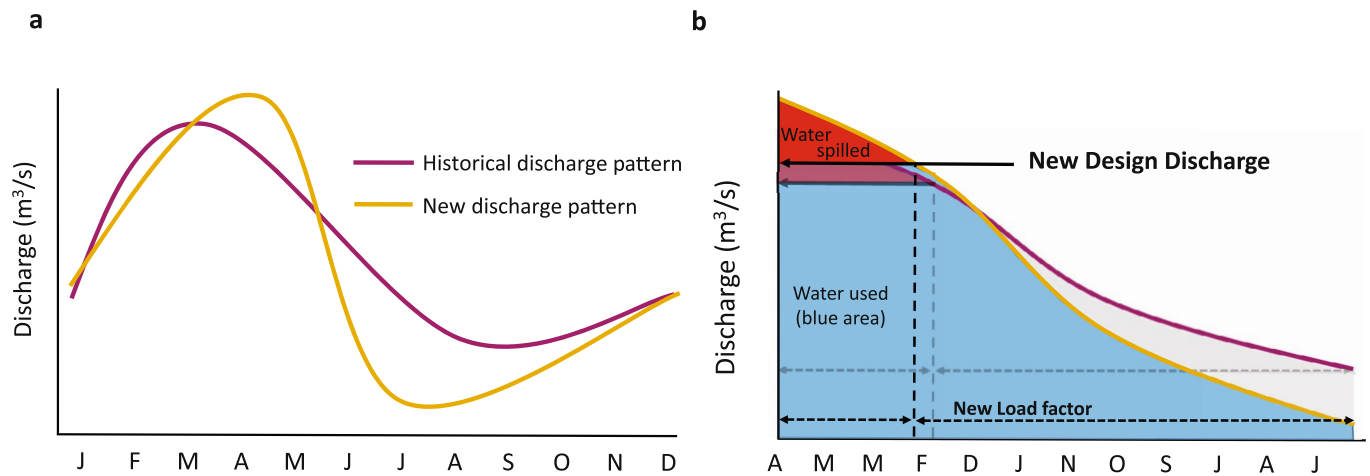 a
Discharge (m³/s)
Historical discharge pattern
New discharge pattern
J F M A M J J A S O N D
b
Discharge (m³/s)
Water
spilled
New Design Discharge
Water used
(blue area)
New Load factor
A M M F D J A O S J A J